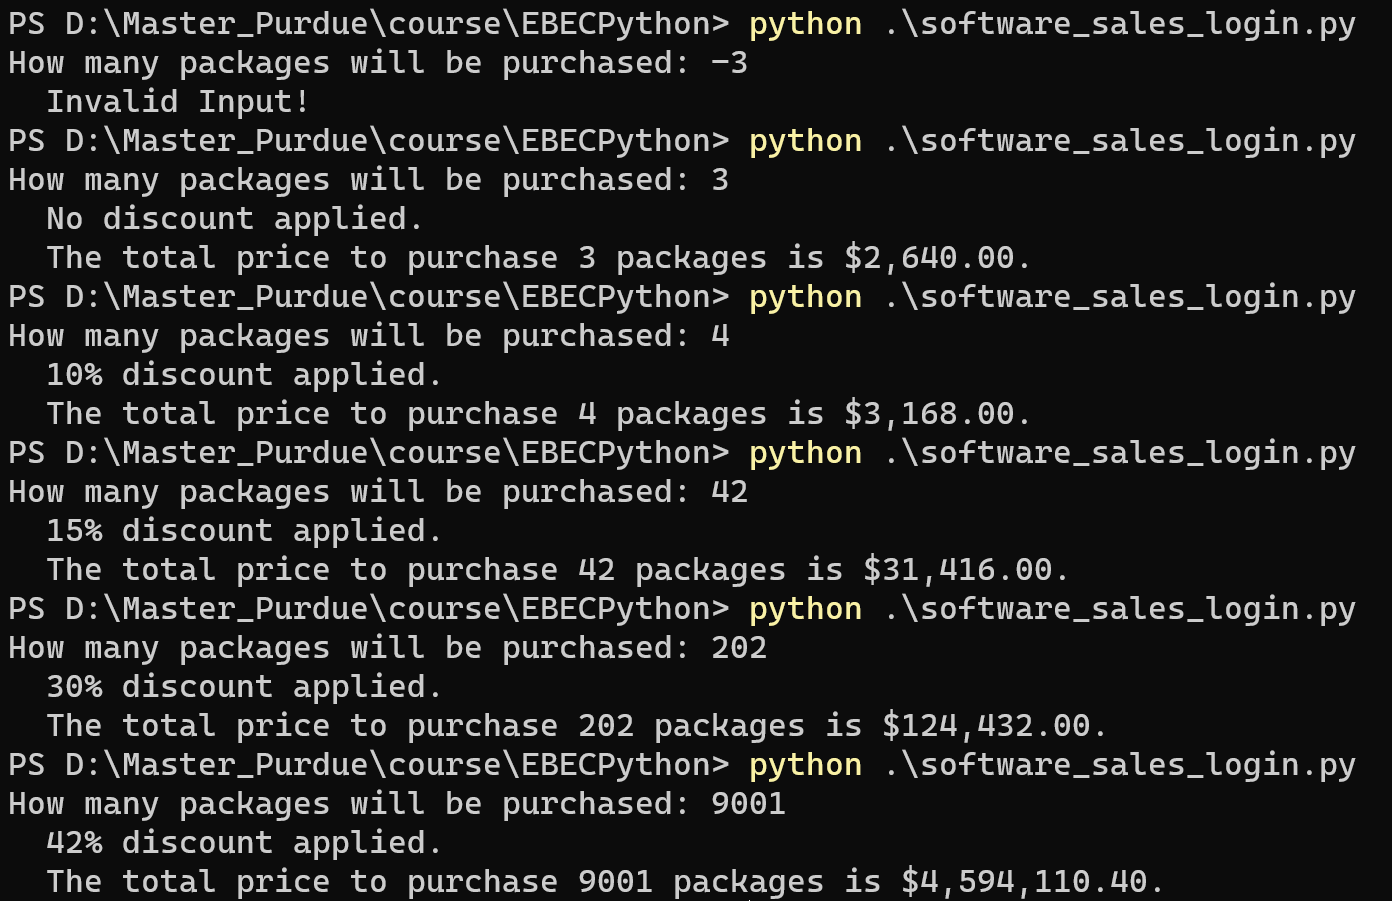 PS D:\Master_Purdue\course\EBECPython> python .\software_sales_login.py
How many packages will be purchased: -3
  Invalid Input!
PS D:\Master_Purdue\course\EBECPython> python .\software_sales_login.py
How many packages will be purchased: 3
  No discount applied.
  The total price to purchase 3 packages is $2,640.00.
PS D:\Master_Purdue\course\EBECPython> python .\software_sales_login.py
How many packages will be purchased: 4
  10% discount applied.
  The total price to purchase 4 packages is $3,168.00.
PS D:\Master_Purdue\course\EBECPython> python .\software_sales_login.py
How many packages will be purchased: 42
  15% discount applied.
  The total price to purchase 42 packages is $31,416.00.
PS D:\Master_Purdue\course\EBECPython> python .\software_sales_login.py
How many packages will be purchased: 202
  30% discount applied.
  The total price to purchase 202 packages is $124,432.00.
PS D:\Master_Purdue\course\EBECPython> python .\software_sales_login.py
How many packages will be purchased: 9001
  42% discount applied.
  The total price to purchase 9001 packages is $4,594,110.40.